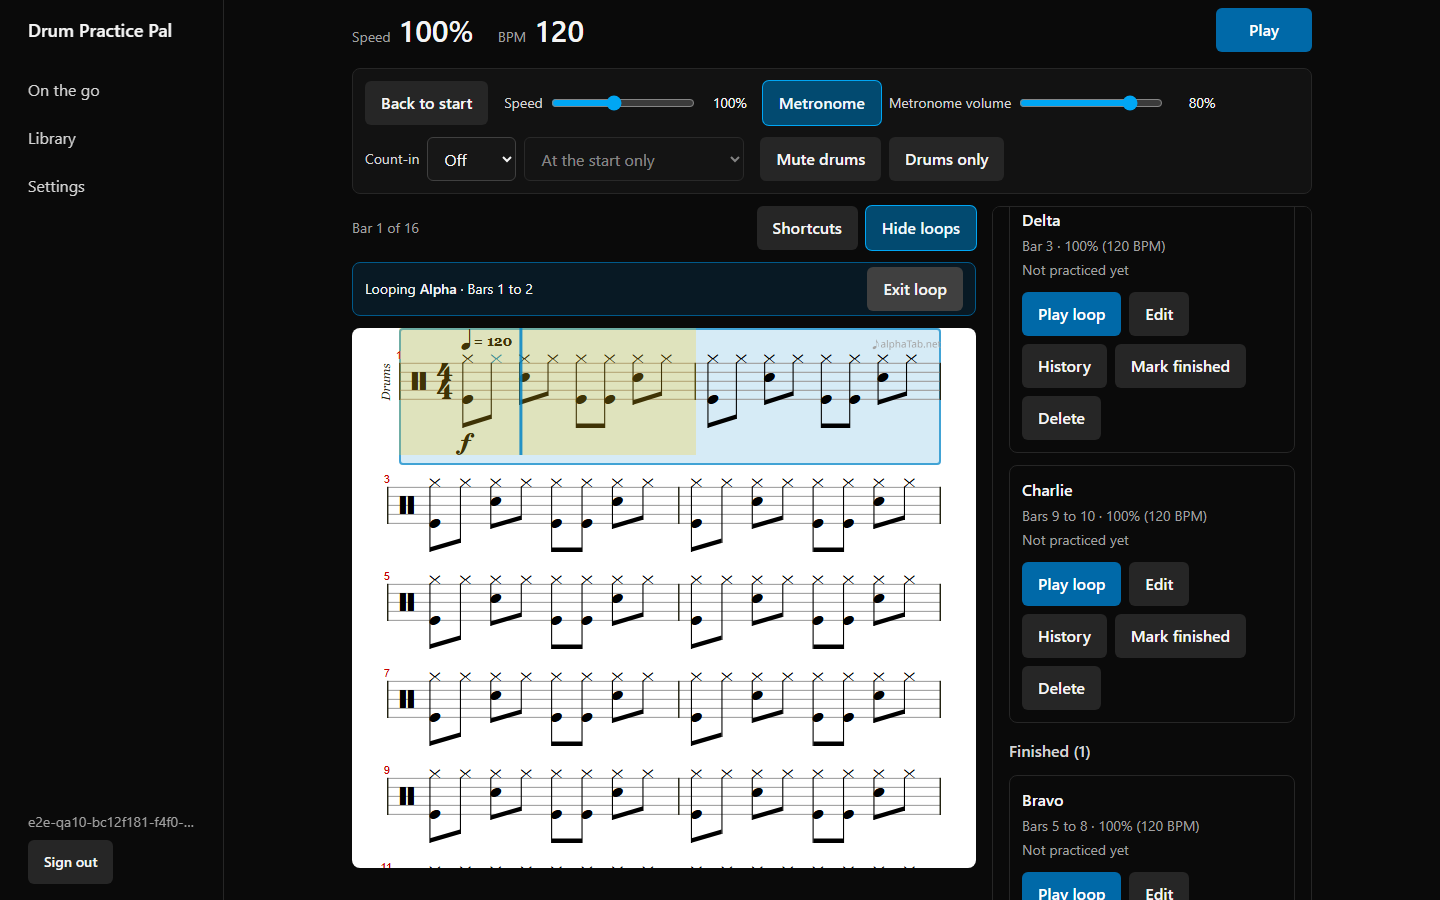 Drum Practice Pal
On the go
Library
Settings
e2e-qa10-bc12f181-f4f0-...
Sign out
Speed 100% BPM 120
Play
Back to start Speed 100% Metronome Metronome volume 80%
Count-in Off At the start only Mute drums Drums only
Bar 1 of 16 Shortcuts Hide loops
Looping Alpha · Bars 1 to 2 Exit loop
= 120
alphaTab.net
1
Drums
4
4
f
3
5
7
9
11
Delta
Bar 3 · 100% (120 BPM)
Not practiced yet
Play loop Edit
History Mark finished
Delete
Charlie
Bars 9 to 10 · 100% (120 BPM)
Not practiced yet
Play loop Edit
History Mark finished
Delete
Finished (1)
Bravo
Bars 5 to 8 · 100% (120 BPM)
Not practiced yet
Play loop Edit